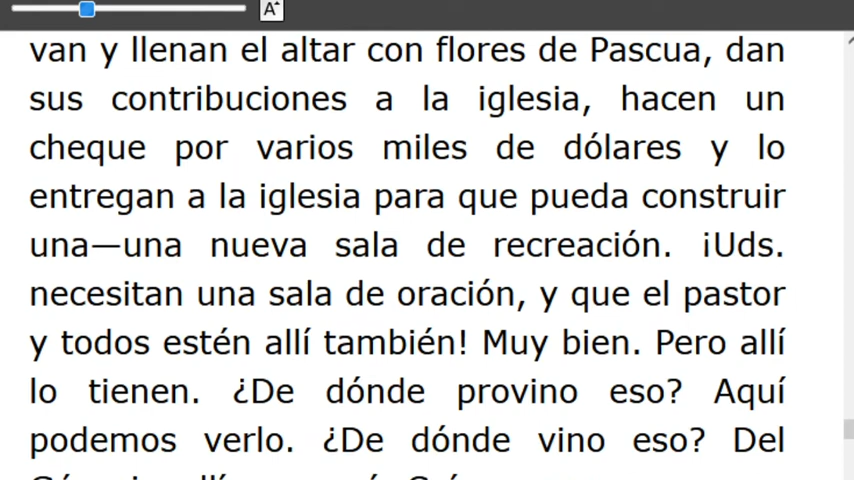 A
van y llenan el altar con flores de Pascua, dan
sus contribuciones a la iglesia, hacen un
cheque por varios miles de dólares y lo
entregan a la iglesia para que pueda construir
una—una nueva sala de recreación. ¡Uds.
necesitan una sala de oración, y que el pastor
y todos estén allí también! Muy bien. Pero allí
lo tienen. ¿De dónde provino eso? Aquí
podemos verlo. ¿De dónde vino eso? Del